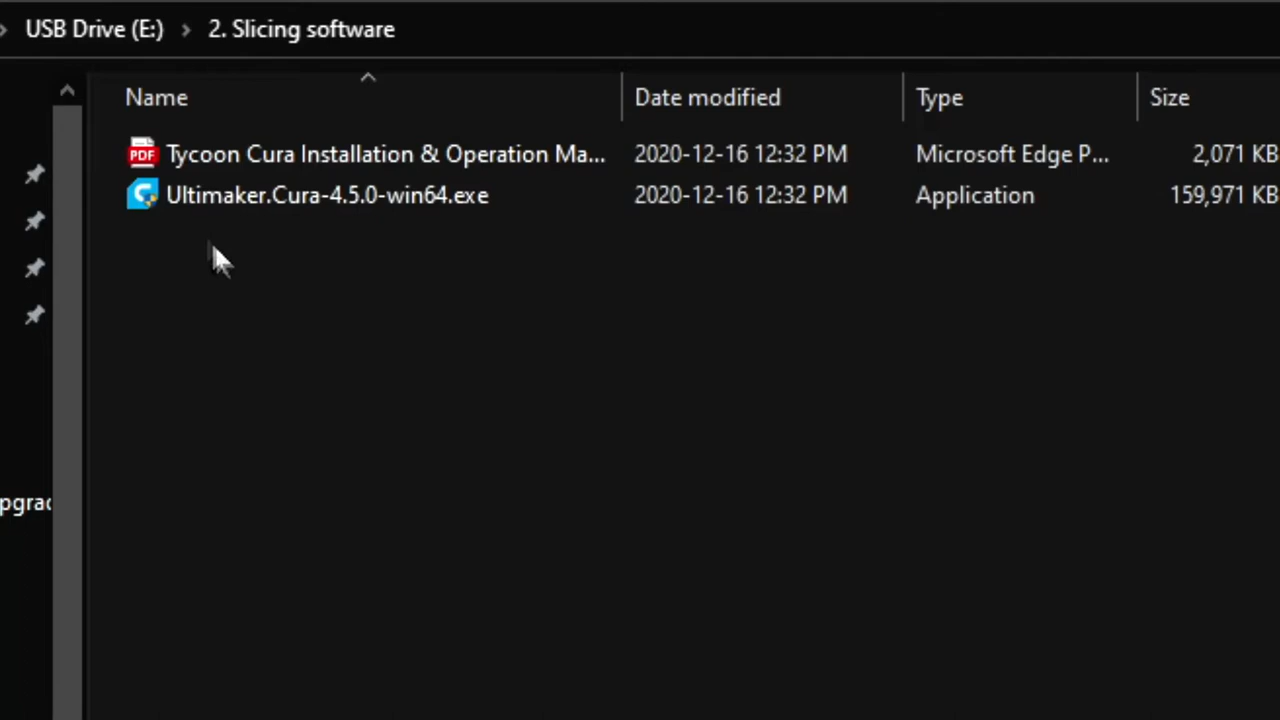 USB Drive (E:) > 2. Slicing software
Name Date modified Type Size
PDF Tycoon Cura Installation & Operation Ma... 2020-12-16 12:32 PM Microsoft Edge P... 2,071 KB
Ultimaker.Cura-4.5.0-win64.exe 2020-12-16 12:32 PM Application 159,971 KB
pgrad